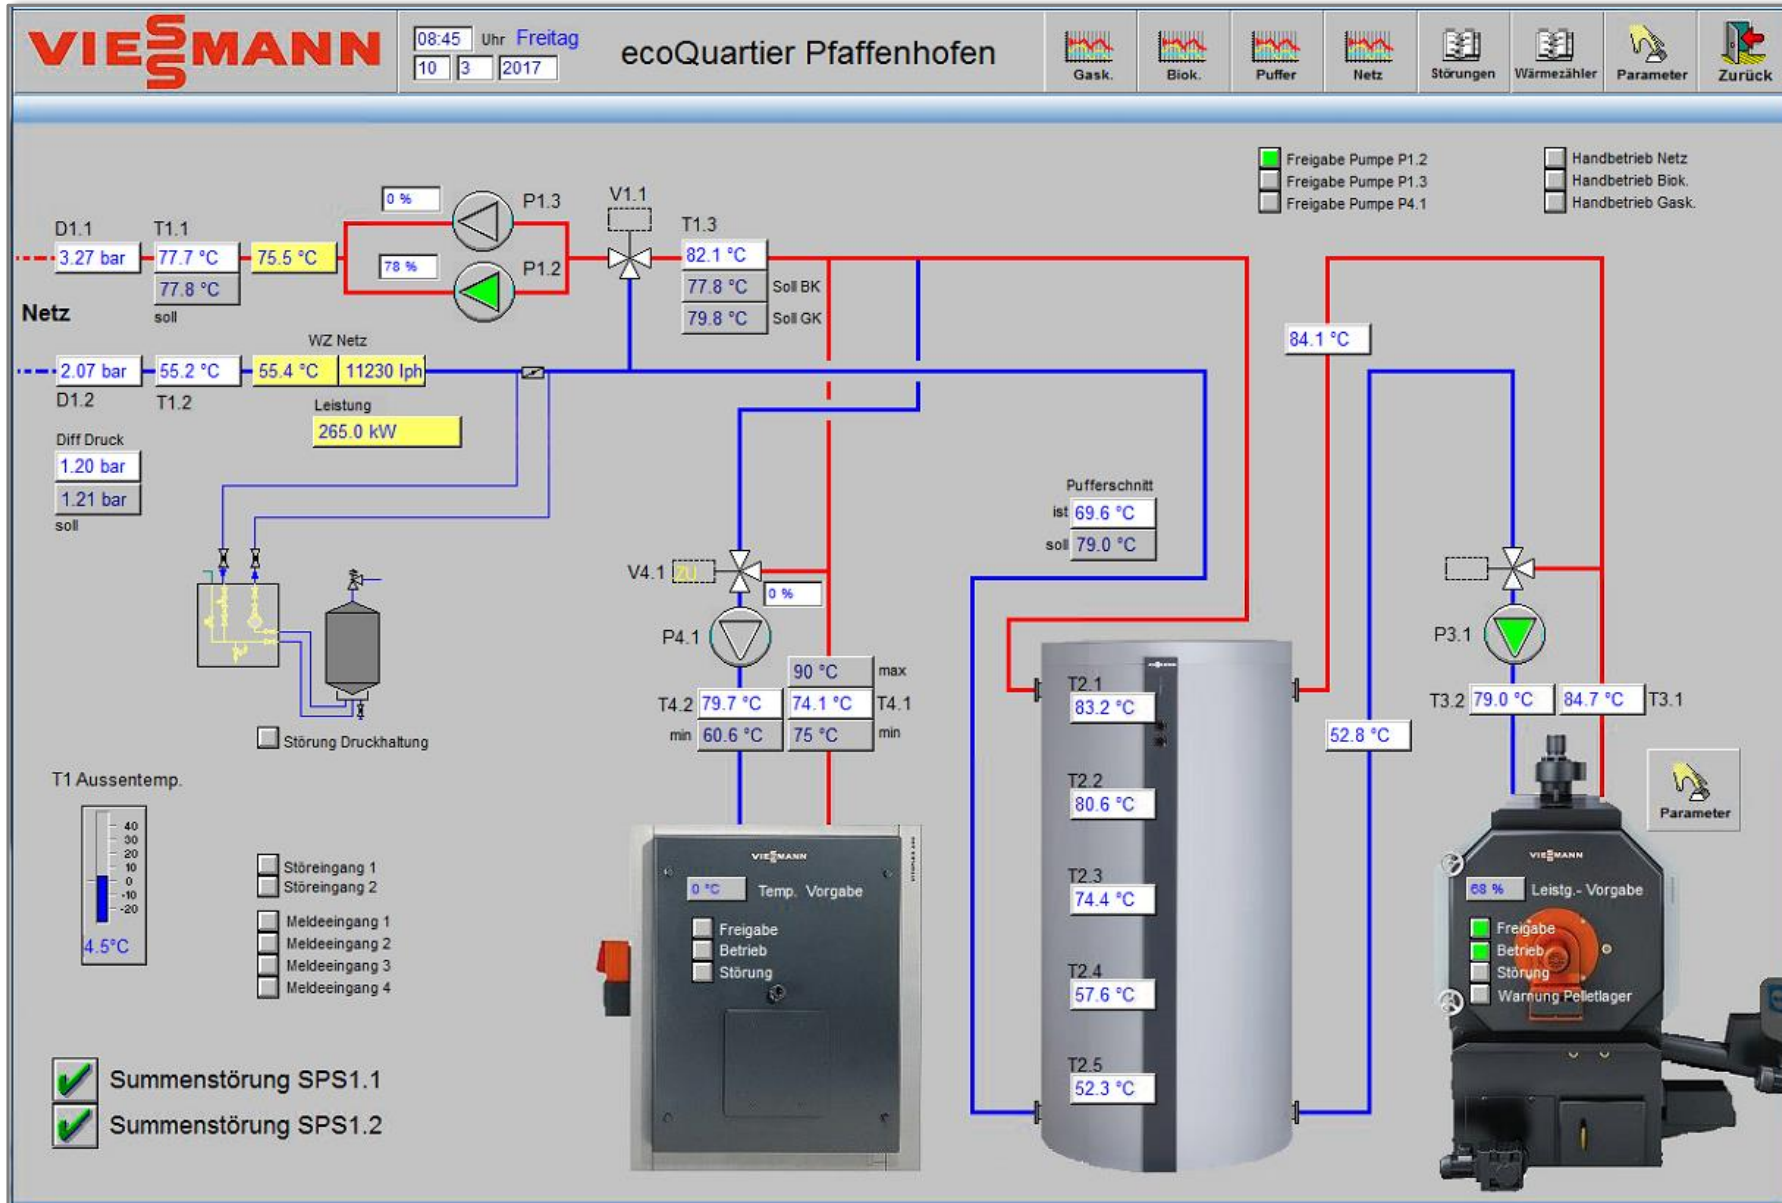 VIESSMANN
08:45 Uhr Freitag
10 3 2017
ecoQuartier Pfaffenhofen
Gask.
Biok.
Puffer
Netz
Störungen
Wärmezähler
Parameter
Zurück
Freigabe Pumpe P1.2
Freigabe Pumpe P1.3
Freigabe Pumpe P4.1
Handbetrieb Netz
Handbetrieb Biok.
Handbetrieb Gask.
0 %
P1.3
V1.1
D1.1
T1.1
T1.3
3.27 bar
77.7 °C
75.5 °C
78 %
P1.2
82.1 °C
77.8 °C
soll
77.8 °C Soll BK
79.8 °C Soll GK
Netz
WZ Netz
2.07 bar
55.2 °C
55.4 °C
11230 lph
D1.2
T1.2
Leistung
265.0 kW
84.1 °C
Diff Druck
1.20 bar
1.21 bar
soll
Pufferschnitt
ist 69.6 °C
soll 79.0 °C
V4.1 ZU
0 %
P4.1
P3.1
90 °C max
T4.2 79.7 °C
74.1 °C T4.1
min 60.6 °C
75 °C min
T3.2 79.0 °C
84.7 °C T3.1
52.8 °C
Störung Druckhaltung
T1 Aussentemp.
40
30
20
10
0
-10
-20
4.5°C
Störeingang 1
Störeingang 2
Meldeeingang 1
Meldeeingang 2
Meldeeingang 3
Meldeeingang 4
Summenstörung SPS1.1
Summenstörung SPS1.2
VIESSMANN
0 °C Temp. Vorgabe
Freigabe
Betrieb
Störung
T2.1
83.2 °C
T2.2
80.6 °C
T2.3
74.4 °C
T2.4
57.6 °C
T2.5
52.3 °C
Parameter
VIESSMANN
68 % Leistg.- Vorgabe
Freigabe
Betrieb
Störung
Warnung Pelletlager